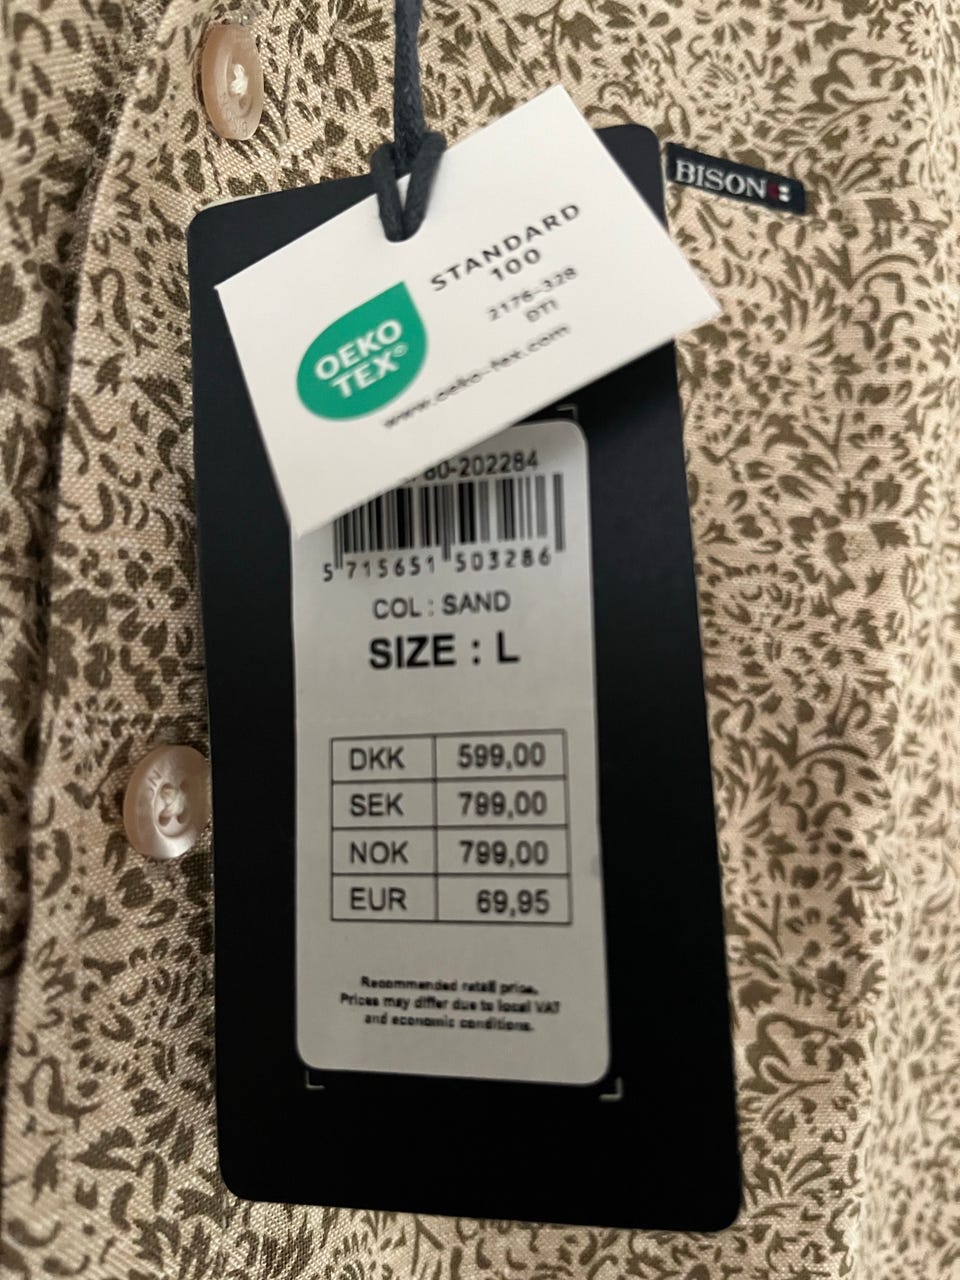 BISON
STANDARD
100
2176-328
DTI
OEKO
TEX®
www.oeko-tex.com
80-202284
5 715651 503286
COL : SAND
SIZE : L
DKK 599,00
SEK 799,00
NOK 799,00
EUR 69,95
Recommended retail price.
Prices may differ due to local VAT
and economic conditions.